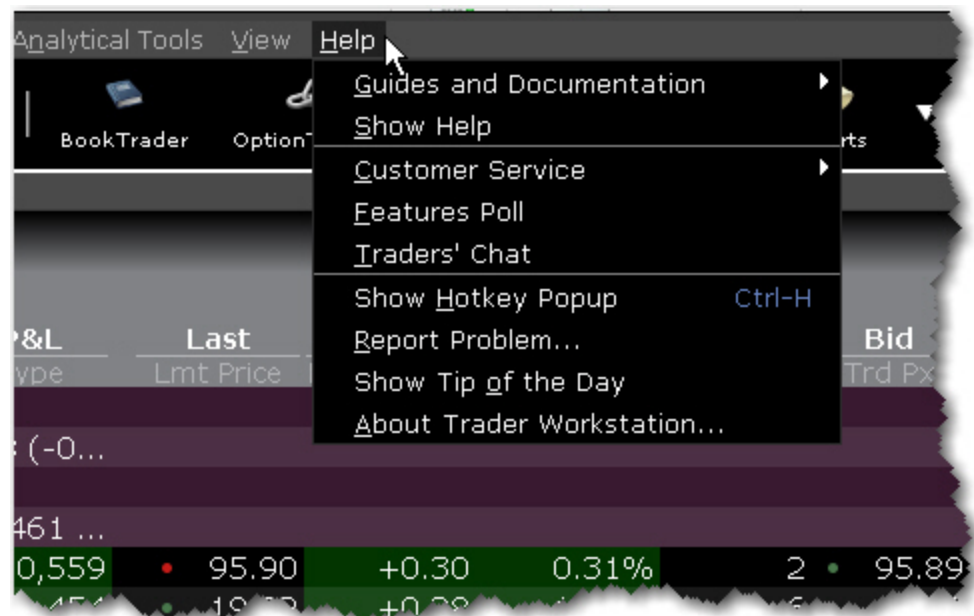 Analytical Tools View Help
Guides and Documentation
BookTrader
Show Help
Customer Service
Features Poll
Traders' Chat
Show Hotkey Popup Ctrl-H
Last Bid
Report Problem...
Lmt Price Trd Px
Show Tip of the Day
About Trader Workstation...
(-0...
461 ...
0,559 • 95.90 +0.30 0.31% 2 • 95.89